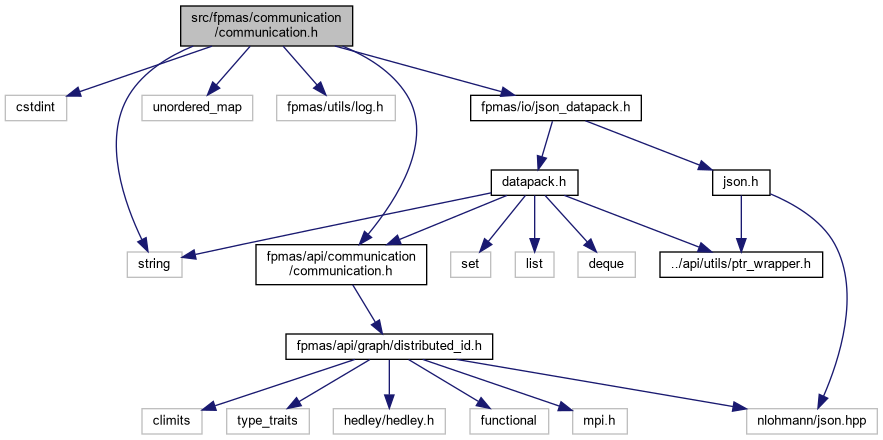 src/fpmas/communication
/communication.h
cstdint
unordered_map
fpmas/utils/log.h
fpmas/io/json_datapack.h
datapack.h
json.h
string
fpmas/api/communication
/communication.h
set
list
deque
../api/utils/ptr_wrapper.h
fpmas/api/graph/distributed_id.h
climits
type_traits
hedley/hedley.h
functional
mpi.h
nlohmann/json.hpp